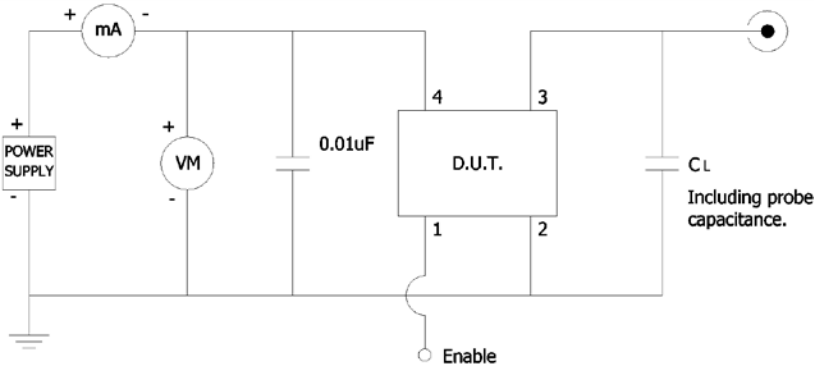 + mA -
4 3
+
POWER
SUPPLY
-
+
VM
-
0.01uF
D.U.T.
CL
Including probe
capacitance.
1 2
Enable